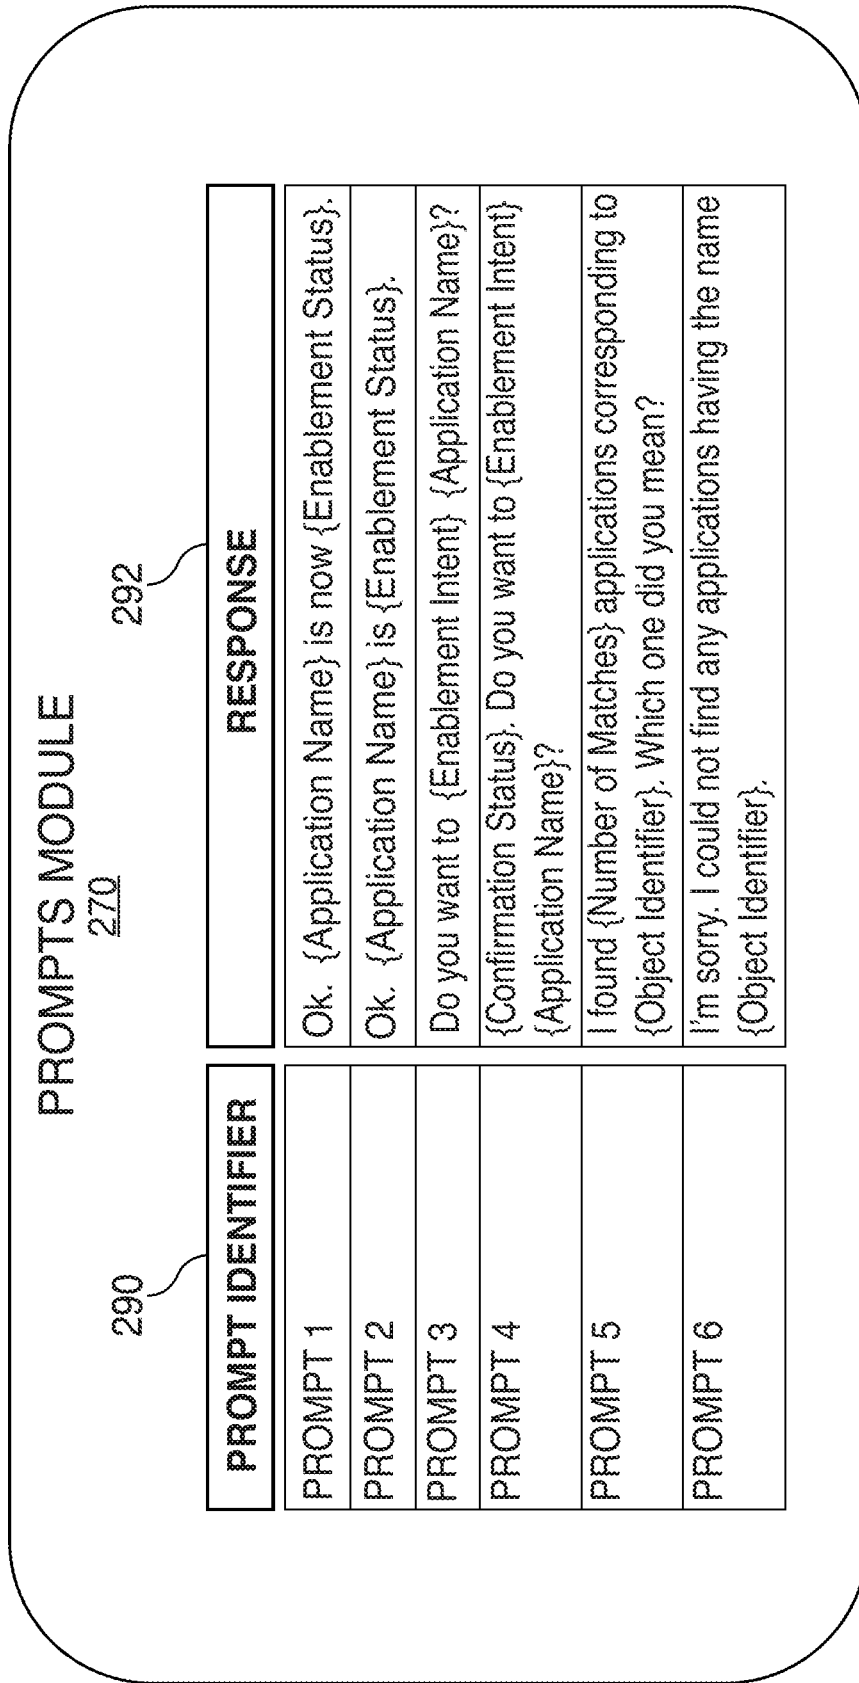 PROMPTS MODULE
270
290
292
PROMPT IDENTIFIER
RESPONSE
PROMPT 1
Ok. {Application Name} is now {Enablement Status}.
PROMPT 2
Ok. {Application Name} is {Enablement Status}.
PROMPT 3
Do you want to {Enablement Intent} {Application Name}?
PROMPT 4
{Confirmation Status}. Do you want to {Enablement Intent}
{Application Name}?
PROMPT 5
I found {Number of Matches} applications corresponding to
{Object Identifier}. Which one did you mean?
PROMPT 6
I'm sorry. I could not find any applications having the name
{Object Identifier}.